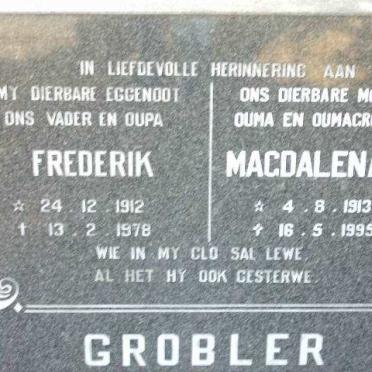 IN LIEFDEVOLLE HERINNERING AAN
MY DIERBARE EGGENOOT
ONS VADER EN OUPA
FREDERIK
☆ 24.12.1912
† 13.2.1978
ONS DIERBARE MO
OUMA EN OUMAGR
MAGDALENA
☆ 4.8.1913
† 16.5.1995
WIE IN MY GLO SAL LEWE,
AL HET HY OOK GESTERWE.
GROBLER